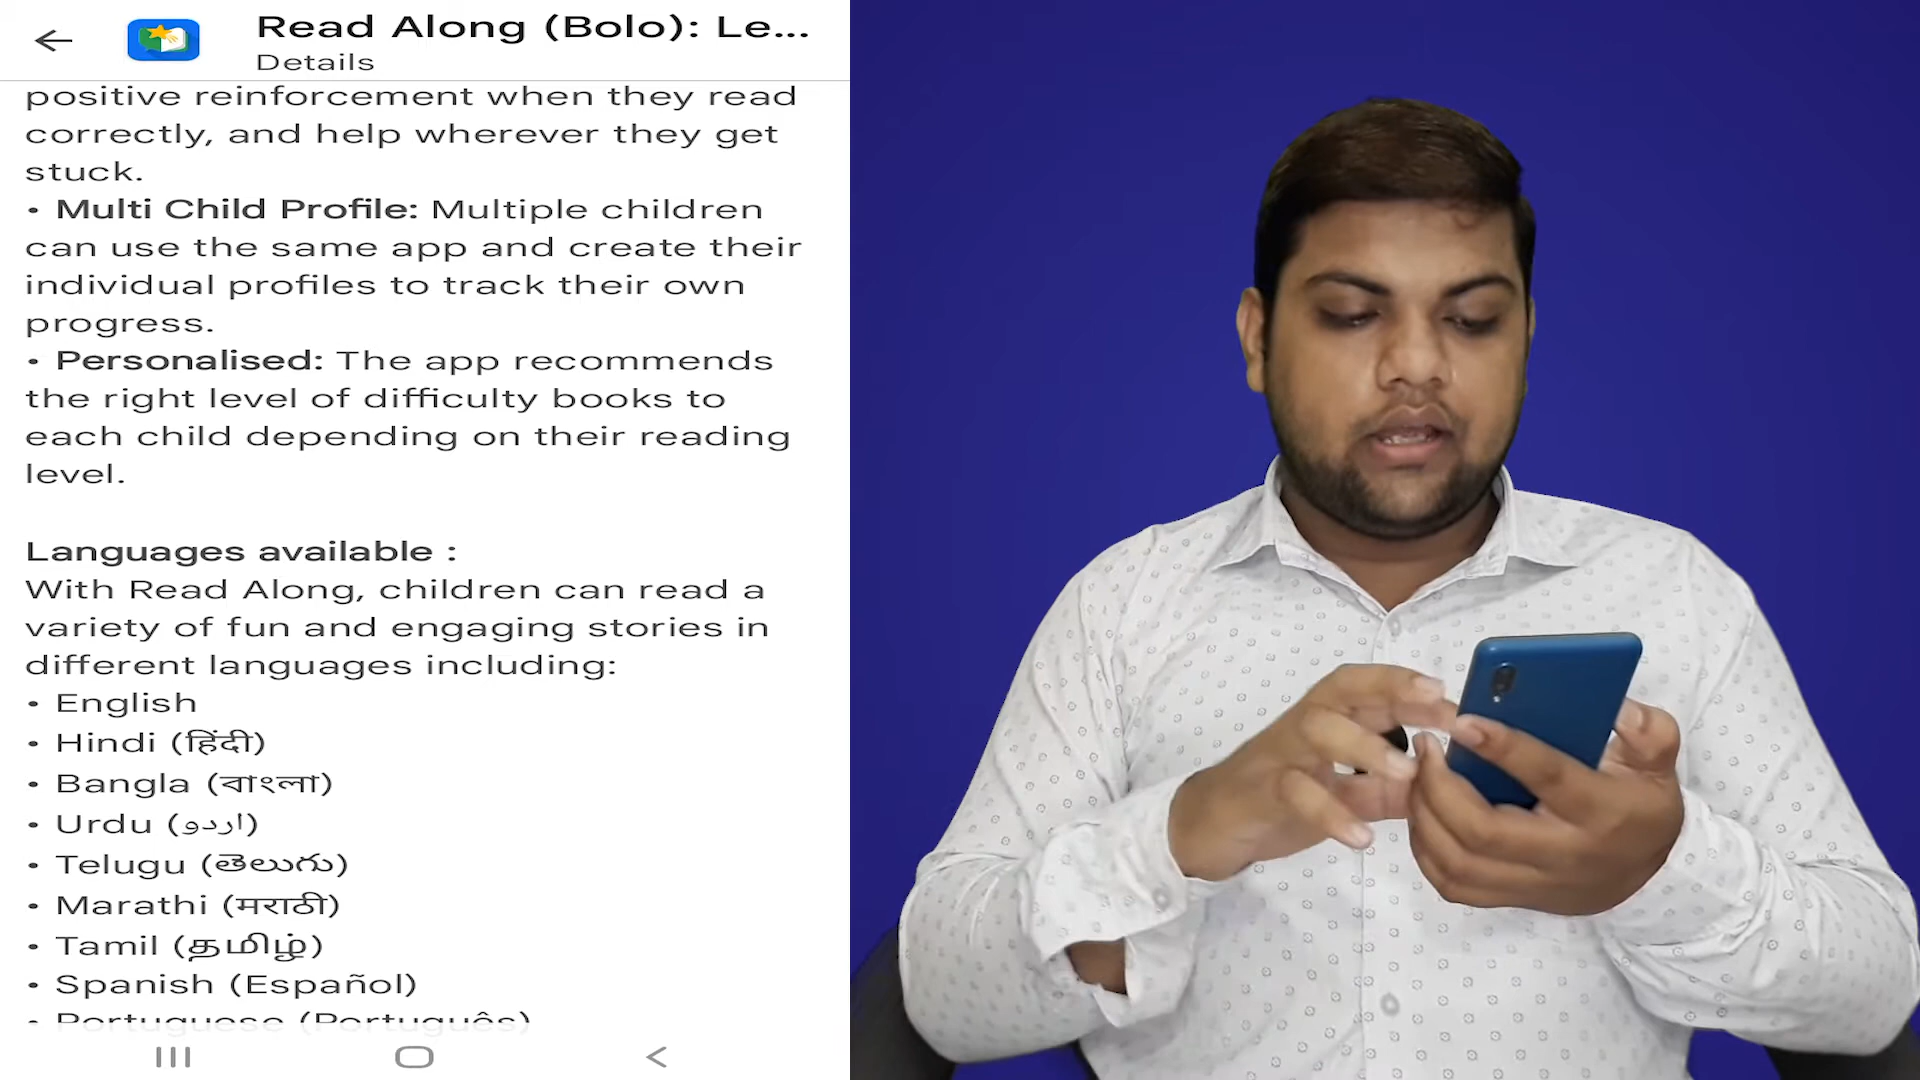 Read Along (Bolo): Le...
Details
positive reinforcement when they read
correctly, and help wherever they get
stuck.
• Multi Child Profile: Multiple children
can use the same app and create their
individual profiles to track their own
progress.
• Personalised: The app recommends
the right level of difficulty books to
each child depending on their reading
level.
Languages available :
With Read Along, children can read a
variety of fun and engaging stories in
different languages including:
• English
• Hindi (हिंदी)
• Bangla (বাংলা)
• Urdu (اردو)
• Telugu (తెలుగు)
• Marathi (मराठी)
• Tamil (தமிழ்)
• Spanish (Español)
• Portuguese (Português)